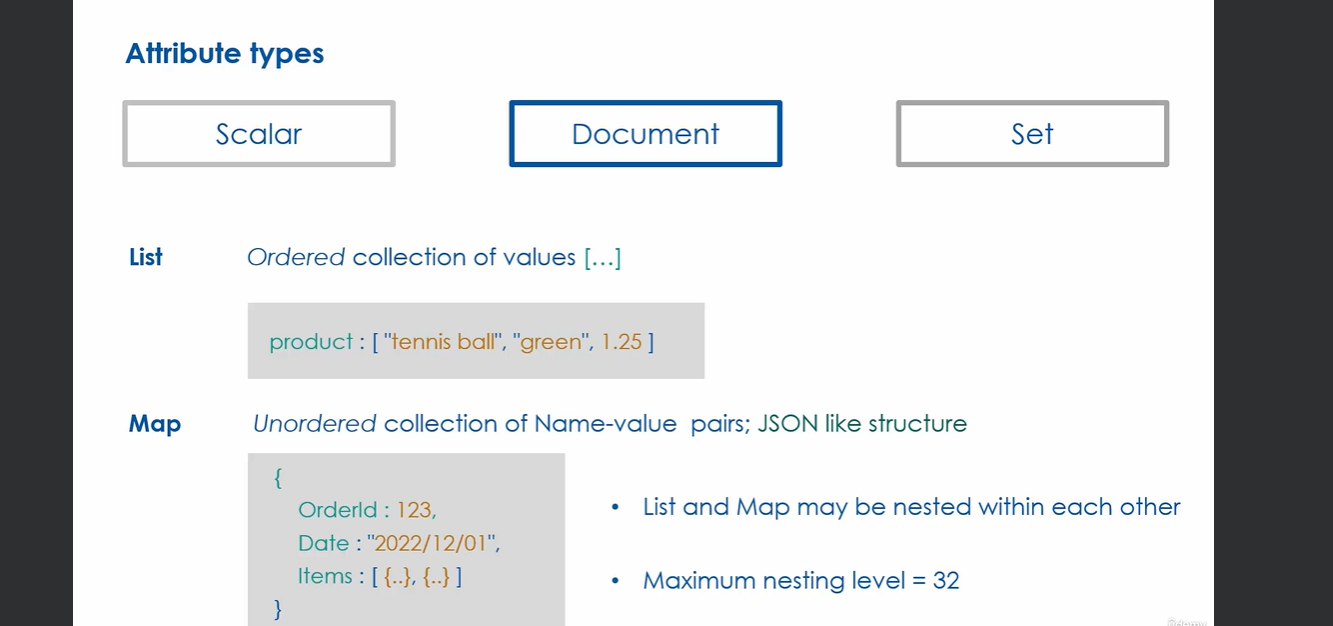 Attribute types
Scalar
Document
Set
List
Ordered collection of values [...]
product : [ "tennis ball", "green", 1.25 ]
Map
Unordered collection of Name-value pairs; JSON like structure
{
OrderId : 123,
Date : "2022/12/01",
Items : [ {..}, {..} ]
}
• List and Map may be nested within each other
• Maximum nesting level = 32